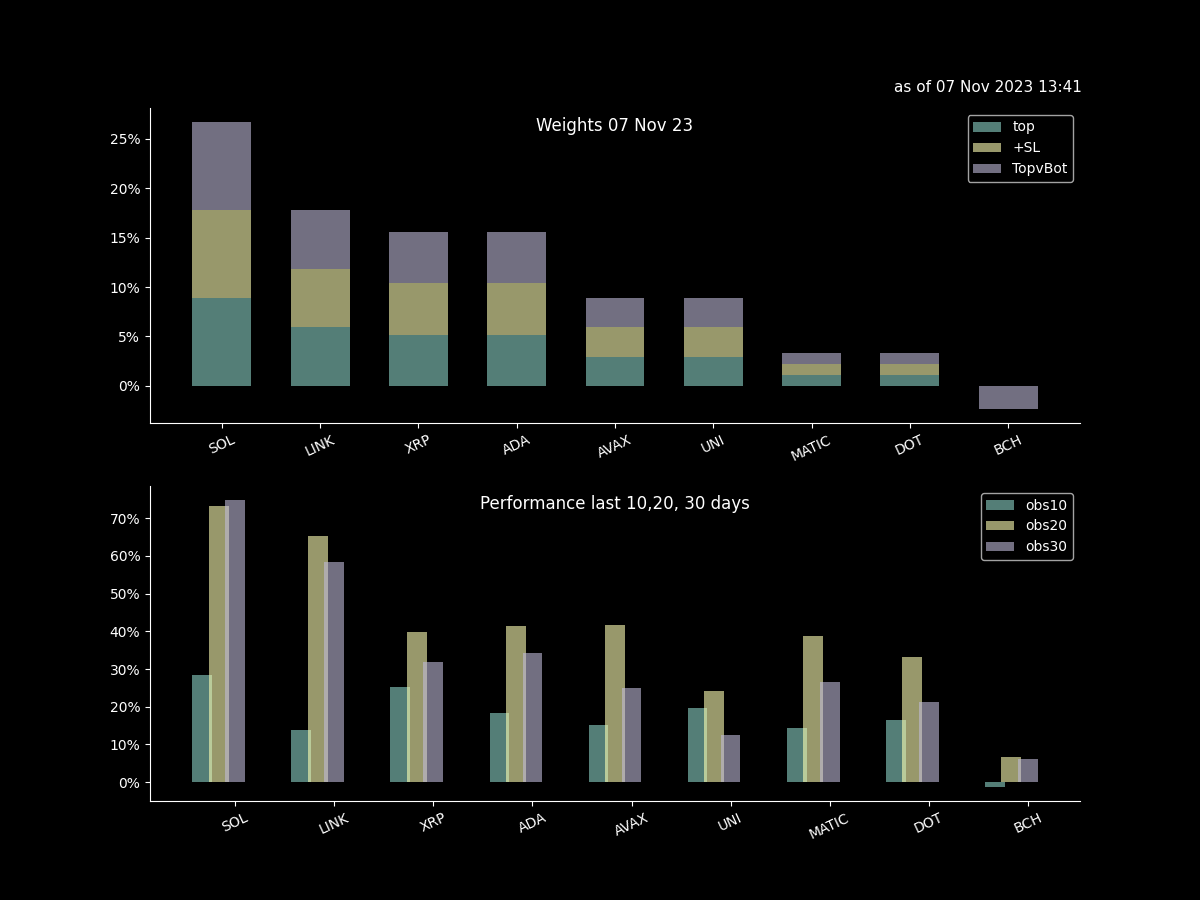 as of 07 Nov 2023 13:41
Weights 07 Nov 23
top
+SL
TopvBot
25%
20%
15%
10%
5%
0%
SOL
LINK
XRP
ADA
AVAX
UNI
MATIC
DOT
BCH
Performance last 10,20, 30 days
obs10
obs20
obs30
70%
60%
50%
40%
30%
20%
10%
0%
SOL
LINK
XRP
ADA
AVAX
UNI
MATIC
DOT
BCH